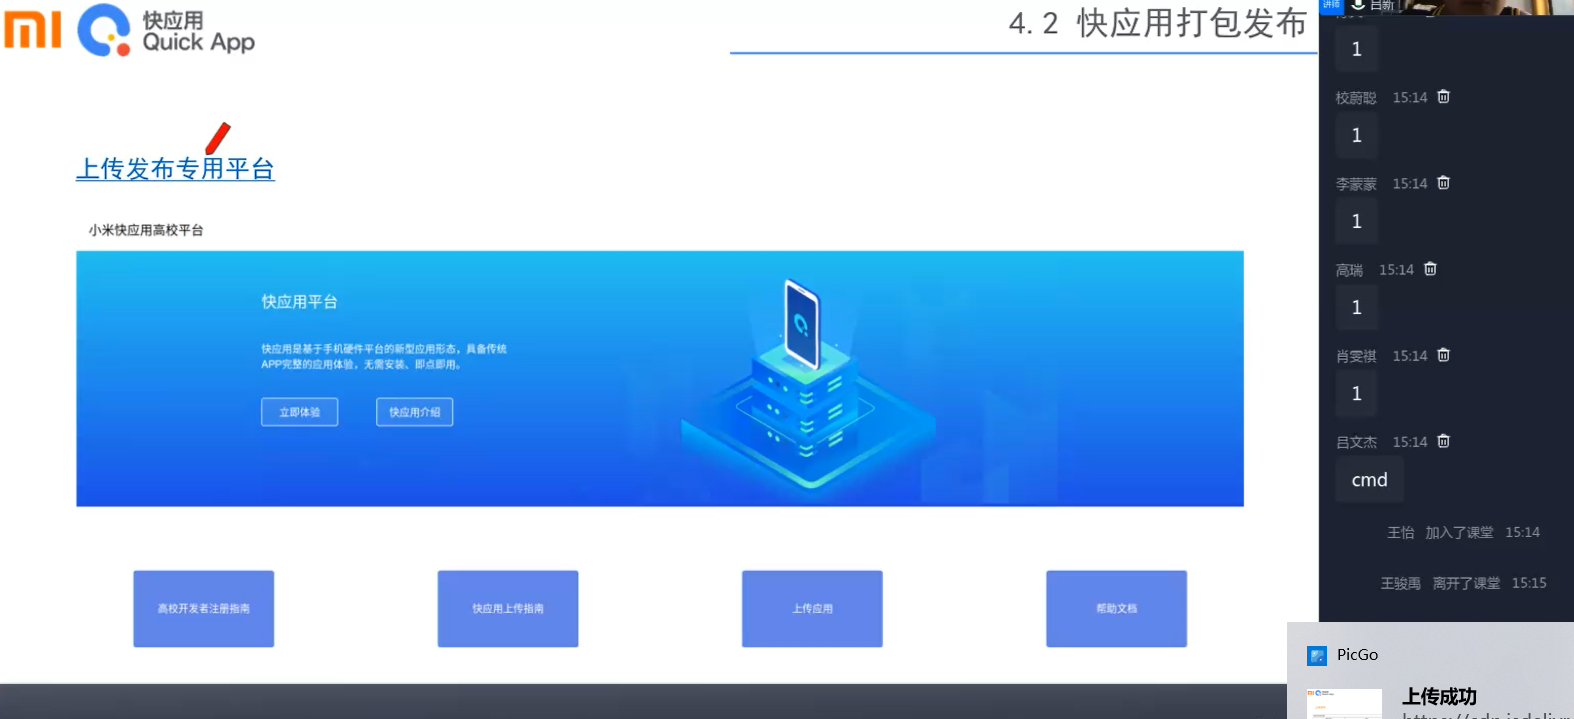 快应用
Quick App
4.2 快应用打包发布
上传发布专用平台
小米快应用高校平台
快应用平台
快应用是基于手机硬件平台的新型应用形态，具备传统
APP完整的应用体验，无需安装、即点即用。
立即体验
快应用介绍
高校开发者注册指南
快应用上传指南
上传应用
帮助文档
讲师
吕新
1
校蔚聪 15:14
1
李蒙蒙 15:14
1
高瑞 15:14
1
肖雯祺 15:14
1
吕文杰 15:14
cmd
王怡 加入了课堂 15:14
王骏禹 离开了课堂 15:15
PicGo
上传成功